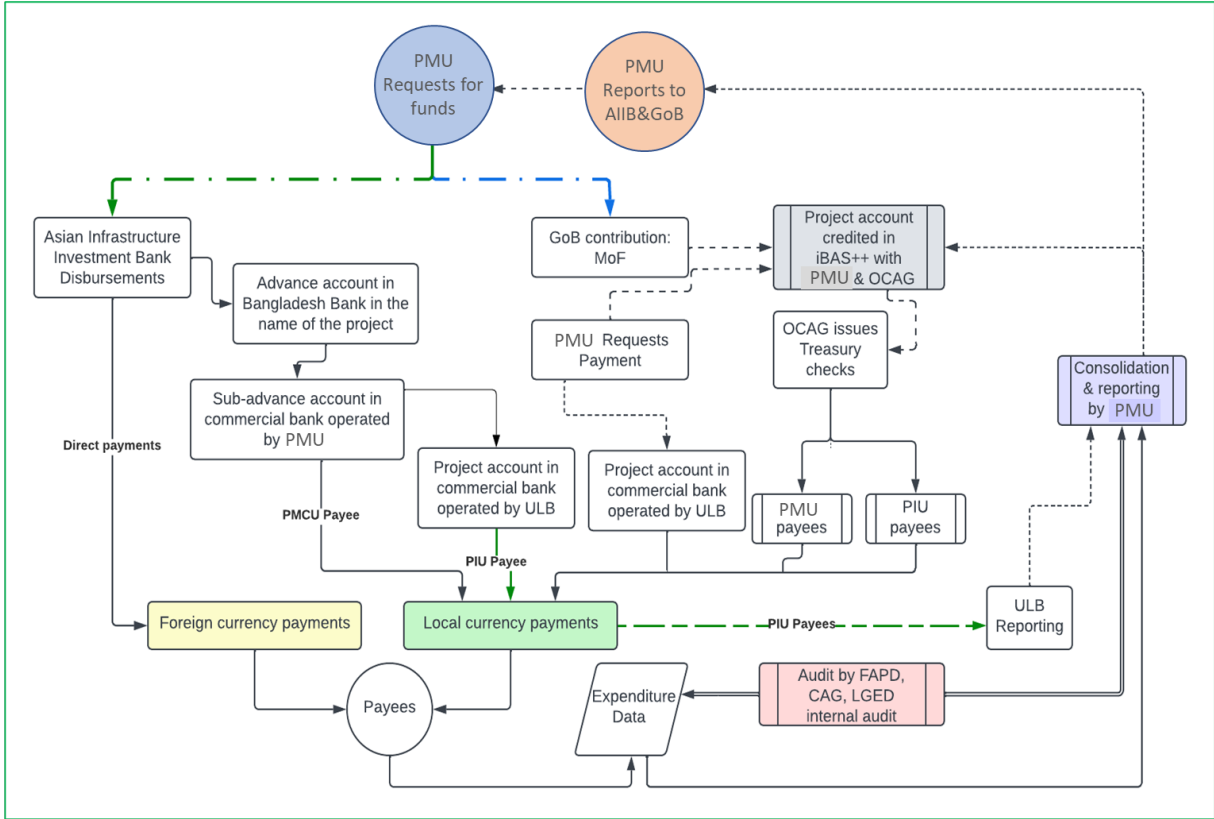 PMU
Requests for
funds
PMU
Reports to
AIIB&GoB
Asian Infrastructure
Investment Bank
Disbursements
GoB contribution:
MoF
Project account
credited in
iBAS++ with
PMU & OCAG
Advance account in
Bangladesh Bank in the
name of the project
PMU Requests
Payment
OCAG issues
Treasury
checks
Consolidation
& reporting
by PMU
Sub-advance account in
commercial bank operated
by PMU
Direct payments
Project account in
commercial bank
operated by ULB
Project account in
commercial bank
operated by ULB
PMU
payees
PIU
payees
PMCU Payee
PIU Payee
Foreign currency payments
Local currency payments
PIU Payees
ULB
Reporting
Payees
Expenditure
Data
Audit by FAPD,
CAG, LGED
internal audit